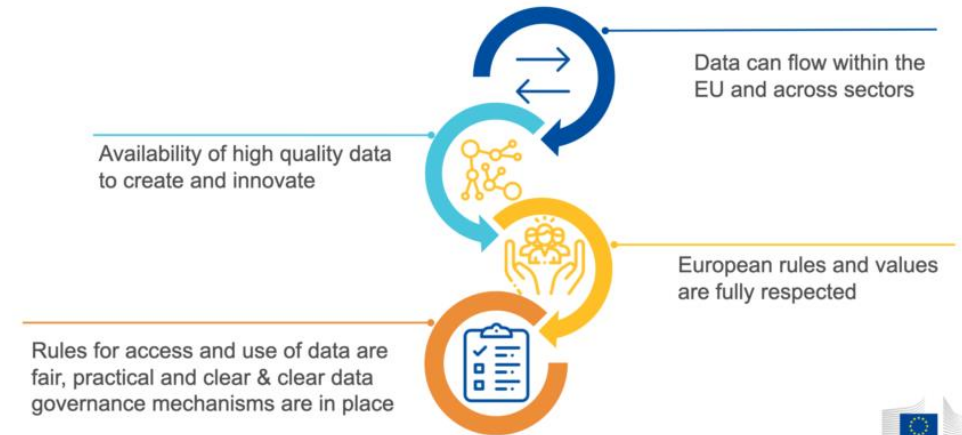 Data can flow within the
EU and across sectors
Availability of high quality data
to create and innovate
European rules and values
are fully respected
Rules for access and use of data are
fair, practical and clear & clear data
governance mechanisms are in place